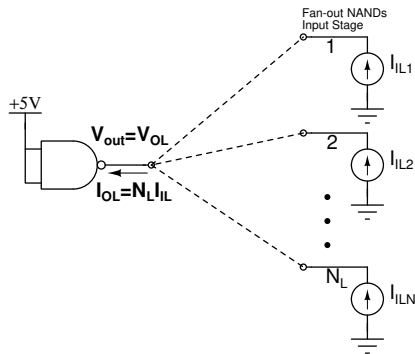 Fan-out NANDs
Input Stage
1
I_IL1
+5V
V_out=V_OL
2
I_IL2
I_OL=N_L I_IL
N_L
I_ILN